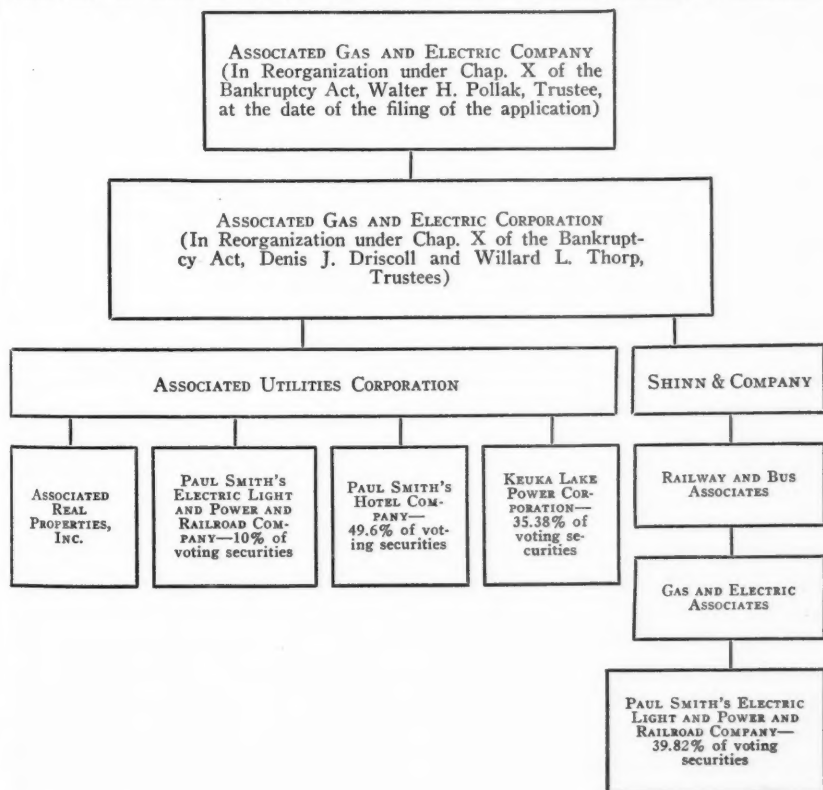 ASSOCIATED GAS AND ELECTRIC COMPANY
(In Reorganization under Chap. X of the
Bankruptcy Act, Walter H. Pollak, Trustee,
at the date of the filing of the application)
ASSOCIATED GAS AND ELECTRIC CORPORATION
(In Reorganization under Chap. X of the Bankrupt-
cy Act, Denis J. Driscoll and Willard L. Thorp,
Trustees)
ASSOCIATED UTILITIES CORPORATION
SHINN & COMPANY
ASSOCIATED
REAL
PROPERTIES,
INC.
PAUL SMITH'S
ELECTRIC LIGHT
AND POWER AND
RAILROAD COM-
PANY—10% of
voting securities
PAUL SMITH'S
HOTEL COM-
PANY—
49.6% of vot-
ing securities
KEUKA LAKE
POWER COR-
PORATION—
35.38% of
voting se-
curities
RAILWAY AND BUS
ASSOCIATES
GAS AND ELECTRIC
ASSOCIATES
PAUL SMITH'S ELECTRIC
LIGHT AND POWER AND
RAILROAD COMPANY—
39.82% of voting
securities